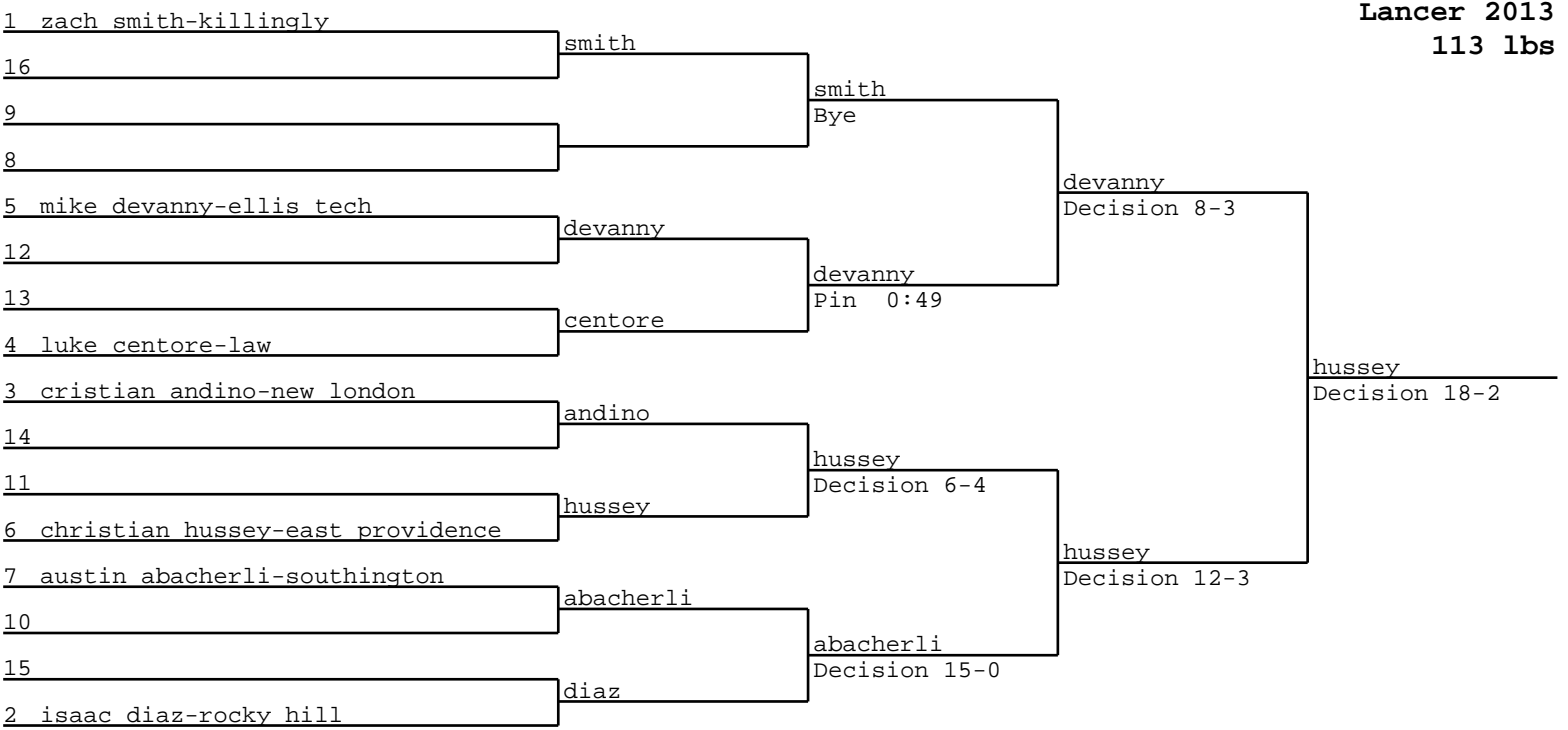 Lancer 2013
113 lbs
1 zach smith-killingly
16
9
8
5 mike devanny-ellis tech
12
13
4 luke centore-law
3 cristian andino-new london
14
11
6 christian hussey-east providence
7 austin abacherli-southington
10
15
2 isaac diaz-rocky hill
smith
devanny
centore
andino
hussey
abacherli
diaz
smith
Bye
devanny
Pin 0:49
hussey
Decision 6-4
abacherli
Decision 15-0
devanny
Decision 8-3
hussey
Decision 12-3
hussey
Decision 18-2